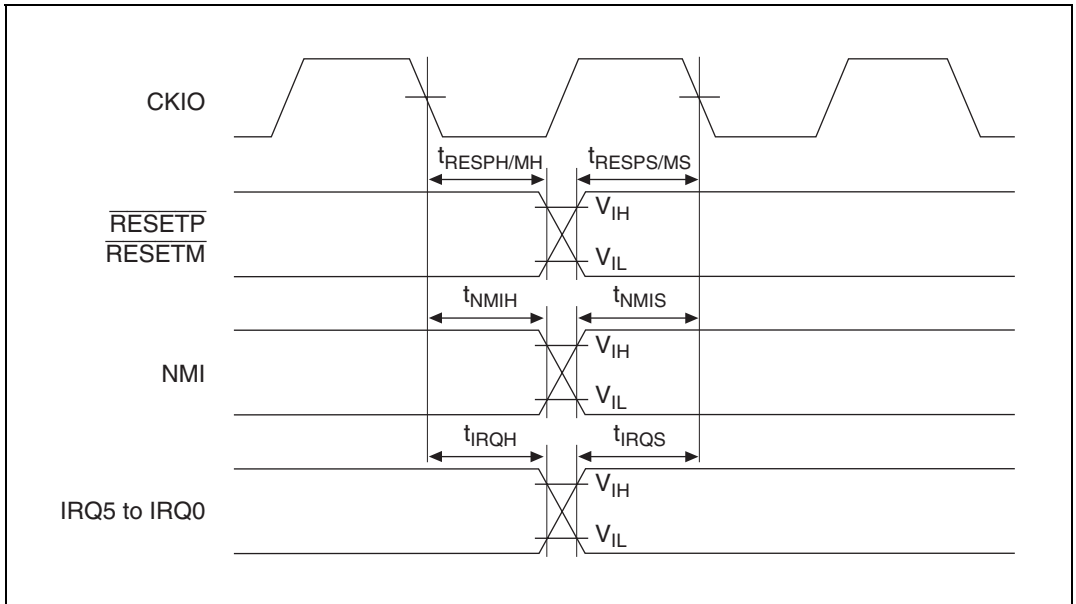 CKIO
tRESPH/MH tRESPS/MS
RESETP
RESETM
VIH
VIL
tNMIH tNMIS
NMI
VIH
VIL
tIRQH tIRQS
IRQ5 to IRQ0
VIH
VIL